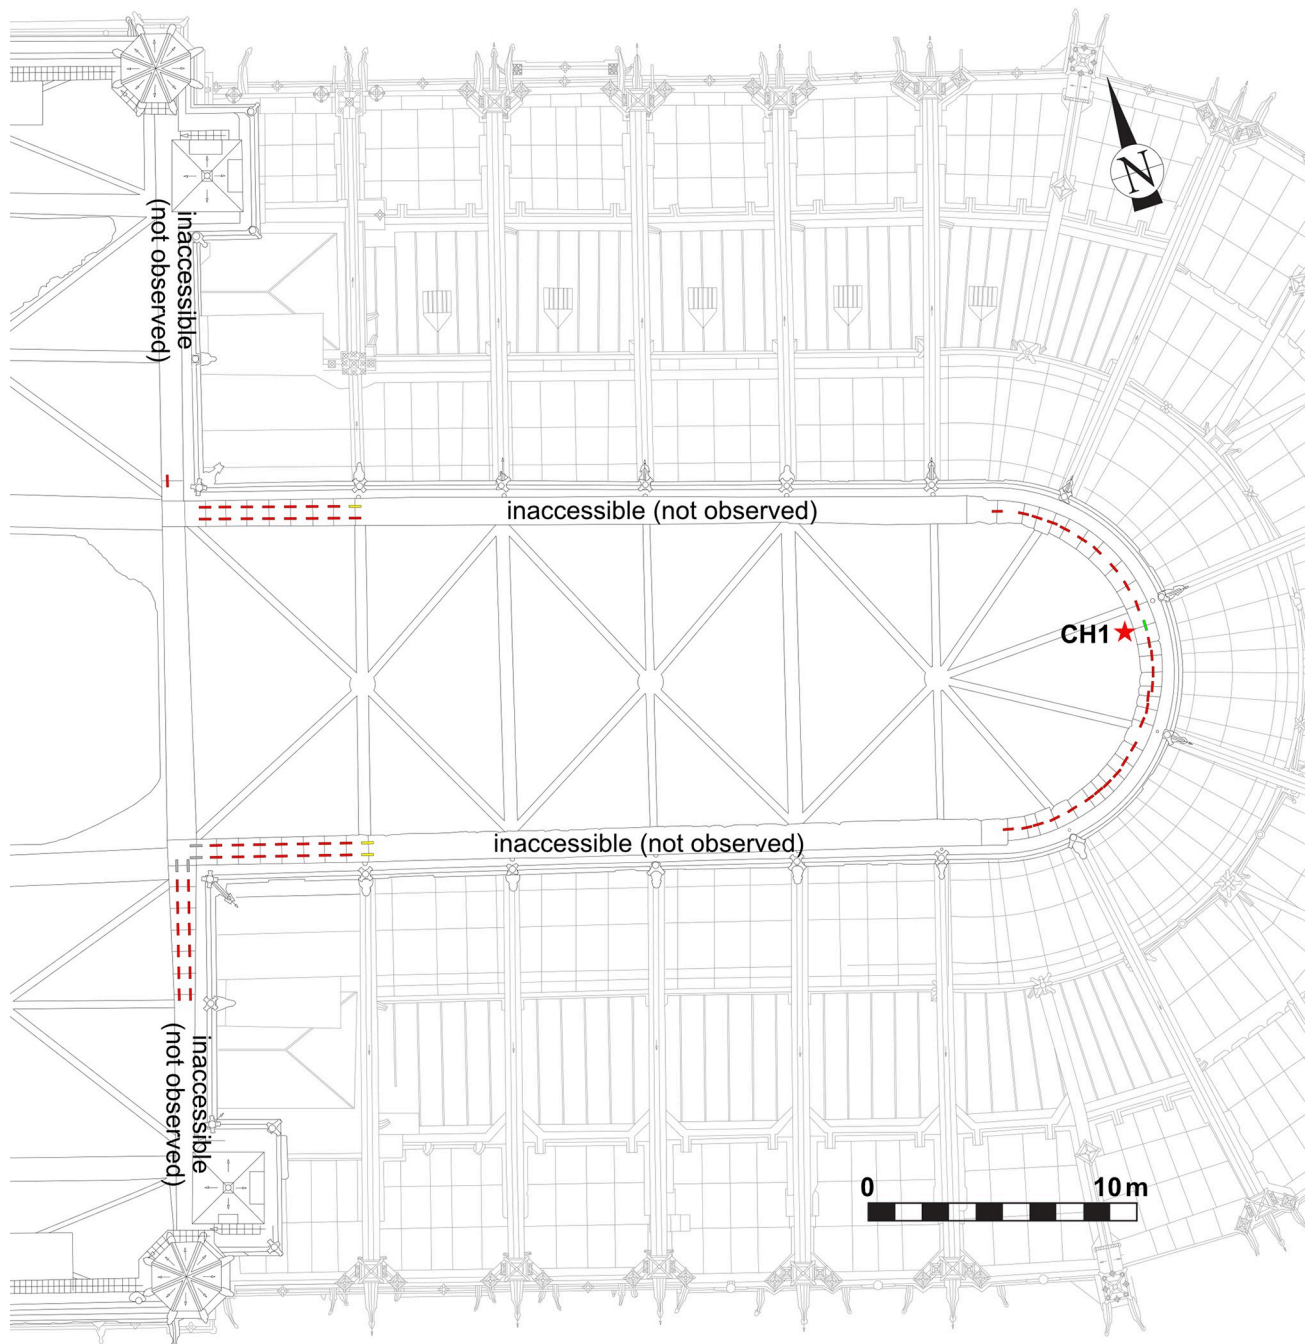 N
inaccessible
(not observed)
inaccessible (not observed)
CH1
inaccessible (not observed)
inaccessible
(not observed)
0 10 m